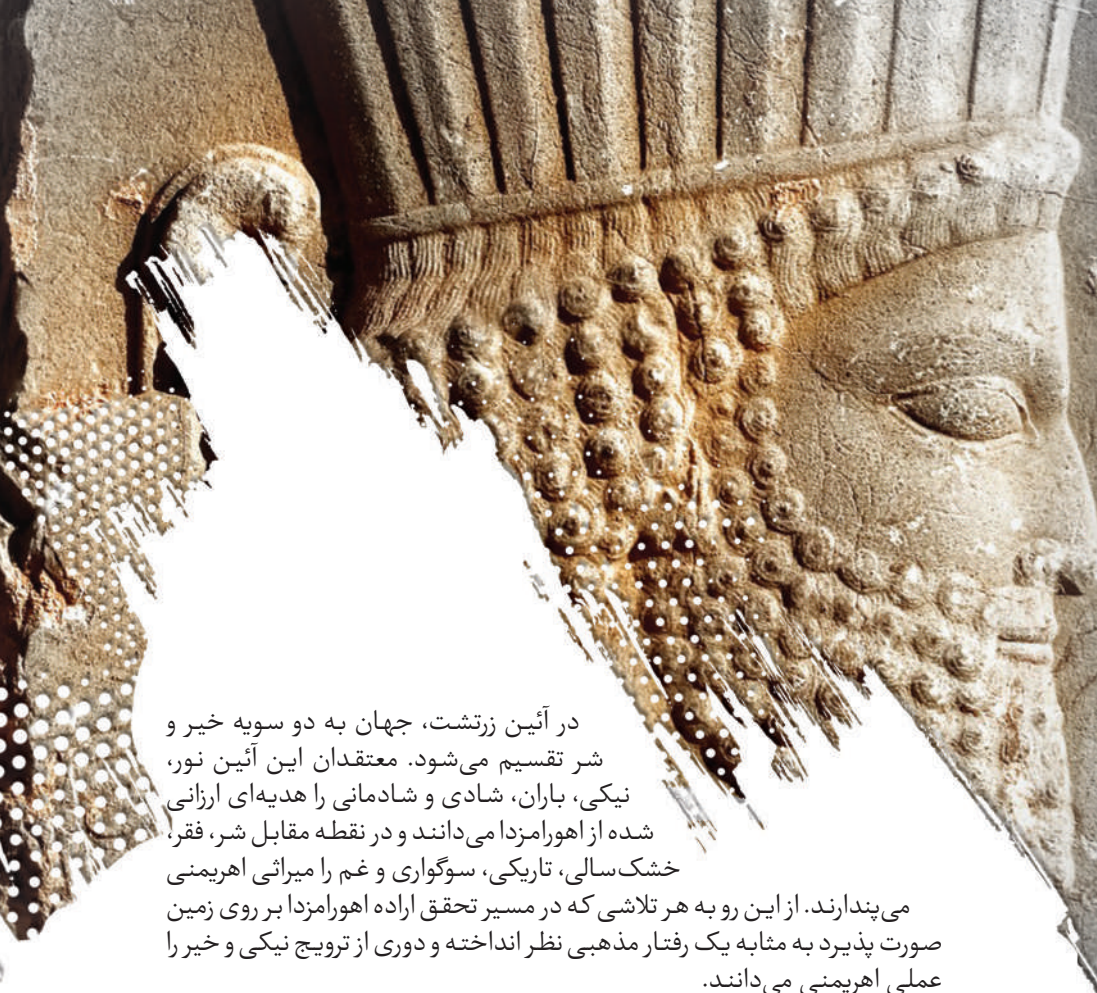 در آئین زرتشت، جهان به دو سویه خیر و
شر تقسیم می‌شود. معتقدان این آئین نور،
نیکی، باران، شادی و شادمانی را هدیه‌ای ارزانی
شده از اهورامزدا می‌دانند و در نقطه مقابل شر، فقر،
خشک‌سالی، تاریکی، سوگواری و غم را میراثی اهریمنی
می‌پندارند. از این رو به هر تلاشی که در مسیر تحقق اراده اهورامزدا بر روی زمین
صورت پذیرد به مثابه یک رفتار مذهبی نظر انداخته و دوری از ترویج نیکی و خیر را
عملی اهریمنی می‌دانند.